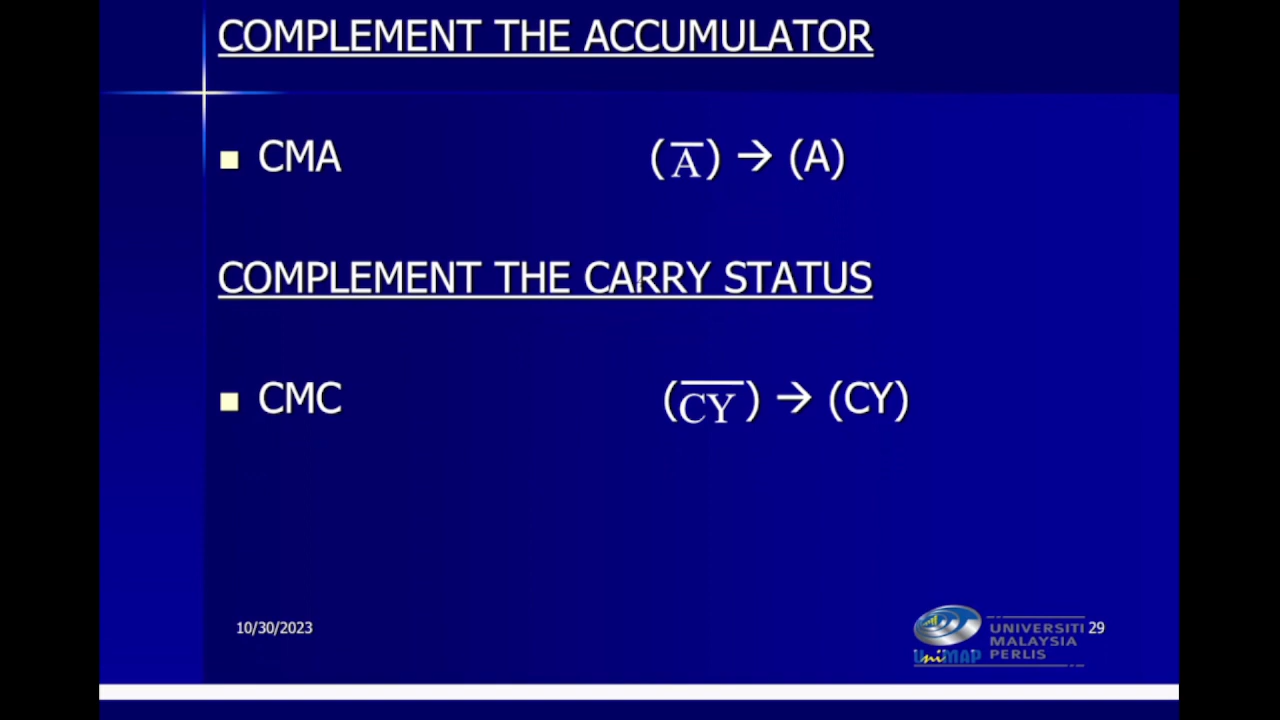 COMPLEMENT THE ACCUMULATOR
■ CMA (A̅) → (A)
COMPLEMENT THE CARRY STATUS
■ CMC (C̅Y̅) → (CY)
10/30/2023
UniMAP
UNIVERSITI
MALAYSIA
PERLIS
29